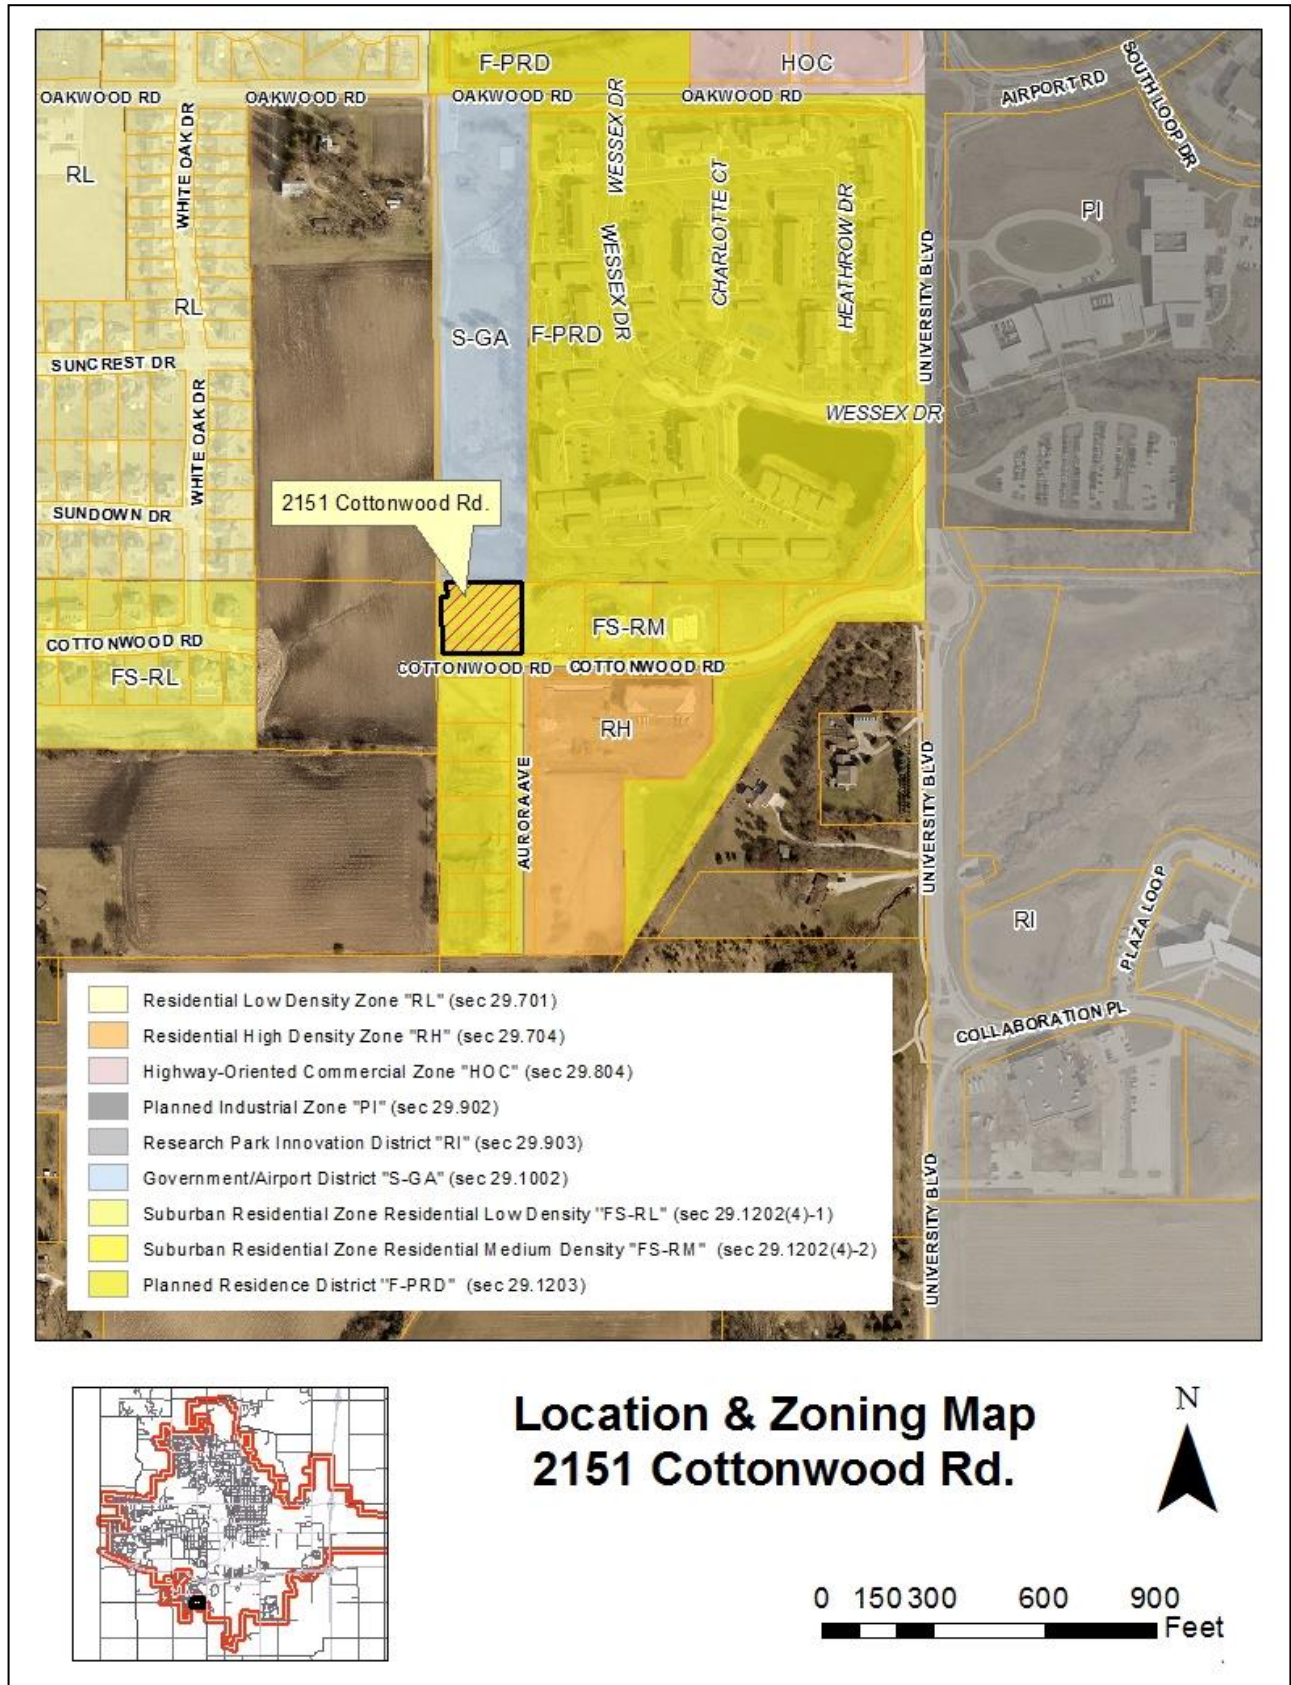 F-PRD
HOC
OAKWOOD RD
OAKWOOD RD
OAKWOOD RD
OAKWOOD RD
AIRPORT RD
SOUTH LOOP DR
WHITE OAK DR
RL
WESSEX DR
CHARLOTTE CT
HEATHROW DR
PI
UNIVERSITY BLVD
WESSEX DR
RL
S-GA
F-PRD
SUNCREST DR
WHITE OAK DR
WESSEX DR
2151 Cottonwood Rd.
SUNDOWN DR
COTTONWOOD RD
FS-RM
COTTONWOOD RD
COTTONWOOD RD
FS-RL
RH
AURORA AVE
UNIVERSITY BLVD
PLAZA LOOP
RI
COLLABORATION PL
UNIVERSITY BLVD
Residential Low Density Zone "RL" (sec 29.701)
Residential High Density Zone "RH" (sec 29.704)
Highway-Oriented Commercial Zone "HOC" (sec 29.804)
Planned Industrial Zone "PI" (sec 29.902)
Research Park Innovation District "RI" (sec 29.903)
Government/Airport District "S-GA" (sec 29.1002)
Suburban Residential Zone Residential Low Density "FS-RL" (sec 29.1202(4)-1)
Suburban Residential Zone Residential Medium Density "FS-RM" (sec 29.1202(4)-2)
Planned Residence District "F-PRD" (sec 29.1203)
Location & Zoning Map
2151 Cottonwood Rd.
N
0 150 300 600 900
Feet